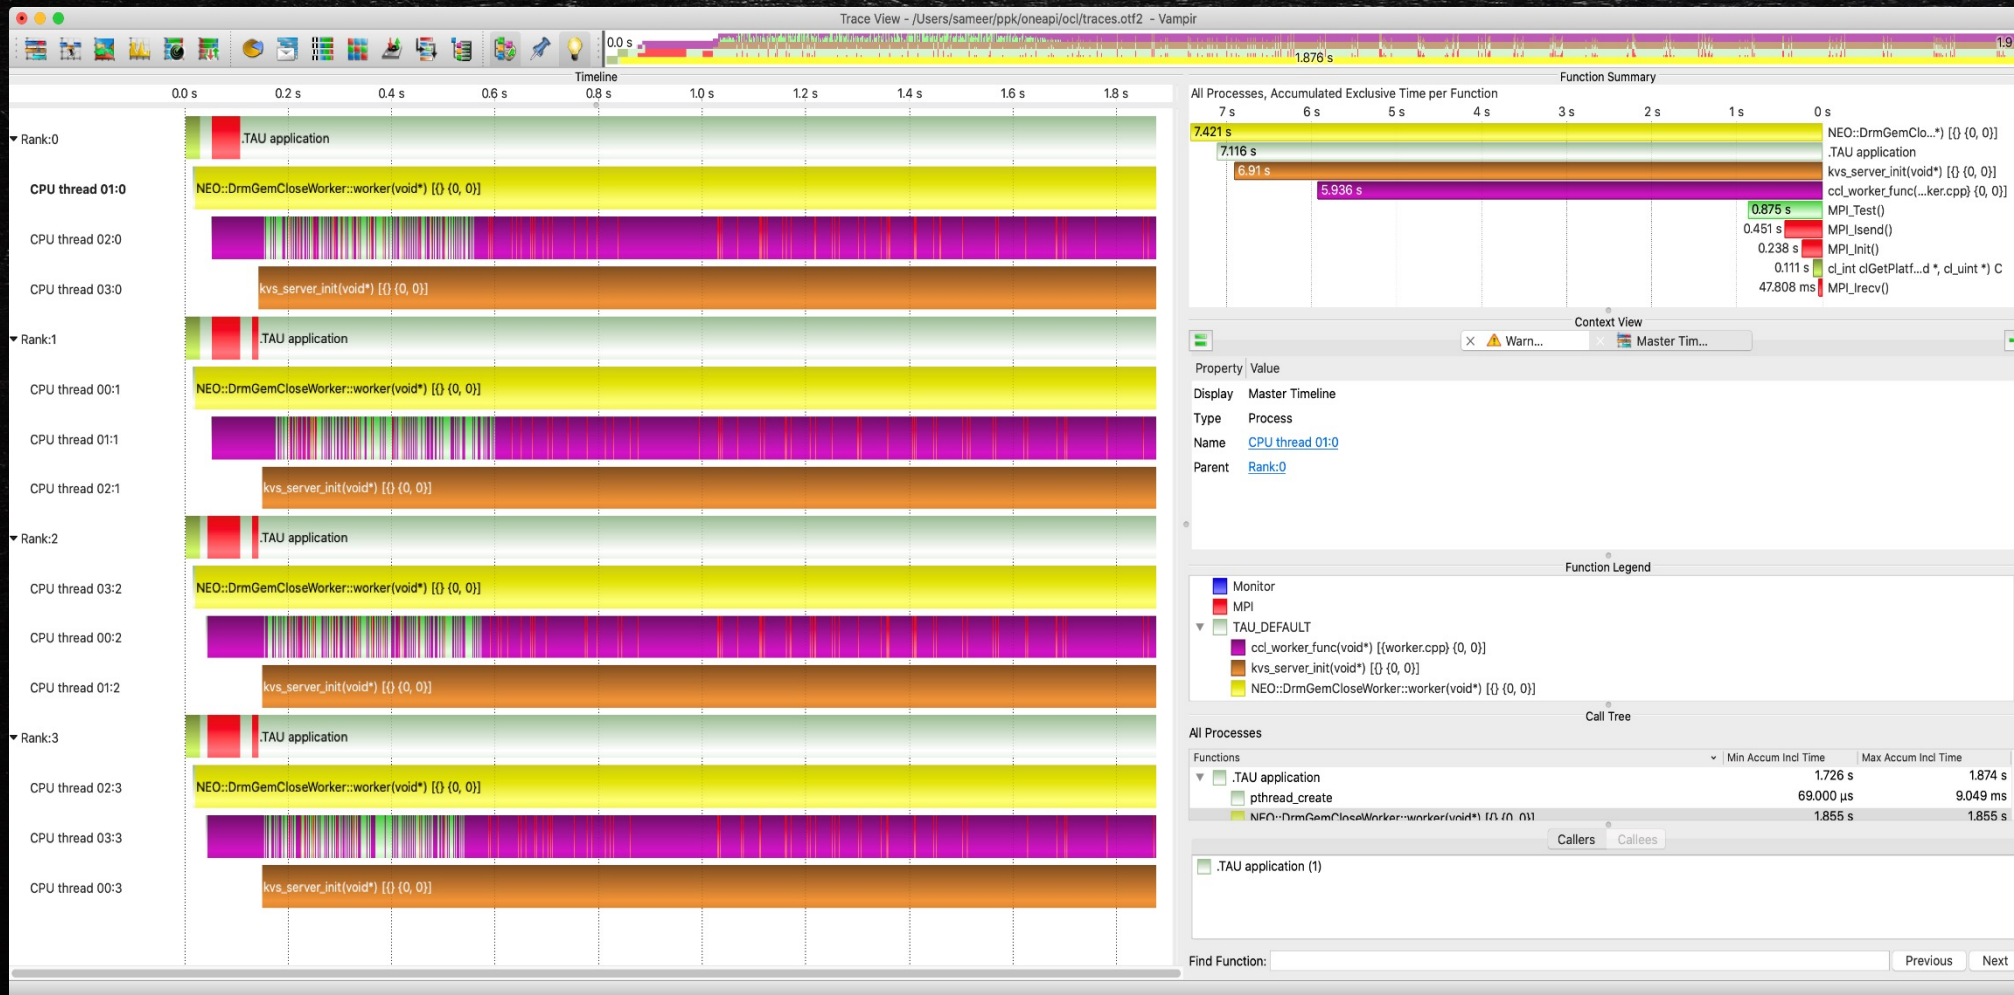 Trace View - /Users/sameer/ppk/oneapi/ocl/traces.otf2 - Vampir
0.0 s
1.9
1.876 s
Timeline
0.0 s 0.2 s 0.4 s 0.6 s 0.8 s 1.0 s 1.2 s 1.4 s 1.6 s 1.8 s
Rank:0
.TAU application
CPU thread 01:0
NEO::DrmGemCloseWorker::worker(void*) [{} {0, 0}]
CPU thread 02:0
CPU thread 03:0
kvs_server_init(void*) [{} {0, 0}]
Rank:1
.TAU application
CPU thread 00:1
NEO::DrmGemCloseWorker::worker(void*) [{} {0, 0}]
CPU thread 01:1
CPU thread 02:1
kvs_server_init(void*) [{} {0, 0}]
Rank:2
.TAU application
CPU thread 03:2
NEO::DrmGemCloseWorker::worker(void*) [{} {0, 0}]
CPU thread 00:2
CPU thread 01:2
kvs_server_init(void*) [{} {0, 0}]
Rank:3
.TAU application
CPU thread 02:3
NEO::DrmGemCloseWorker::worker(void*) [{} {0, 0}]
CPU thread 03:3
CPU thread 00:3
kvs_server_init(void*) [{} {0, 0}]
Function Summary
All Processes, Accumulated Exclusive Time per Function
7 s 6 s 5 s 4 s 3 s 2 s 1 s 0 s
7.421 s NEO::DrmGemClo...*) [{} {0, 0}]
7.116 s .TAU application
6.91 s kvs_server_init(void*) [{} {0, 0}]
5.936 s ccl_worker_func(...ker.cpp} {0, 0}]
0.875 s MPI_Test()
0.451 s MPI_Isend()
0.238 s MPI_Init()
0.111 s cl_int clGetPlatf...d *, cl_uint *) C
47.808 ms MPI_Irecv()
Context View
Warn... Master Tim...
Property Value
Display Master Timeline
Type Process
Name CPU thread 01:0
Parent Rank:0
Function Legend
Monitor
MPI
TAU_DEFAULT
ccl_worker_func(void*) [{worker.cpp} {0, 0}]
kvs_server_init(void*) [{} {0, 0}]
NEO::DrmGemCloseWorker::worker(void*) [{} {0, 0}]
Call Tree
All Processes
Functions Min Accum Incl Time Max Accum Incl Time
.TAU application 1.726 s 1.874 s
pthread_create 69.000 µs 9.049 ms
NEO::DrmGemCloseWorker::worker(void*) [{} {0, 0}] 1.855 s 1.855 s
Callers Callees
.TAU application (1)
Find Function: Previous Next